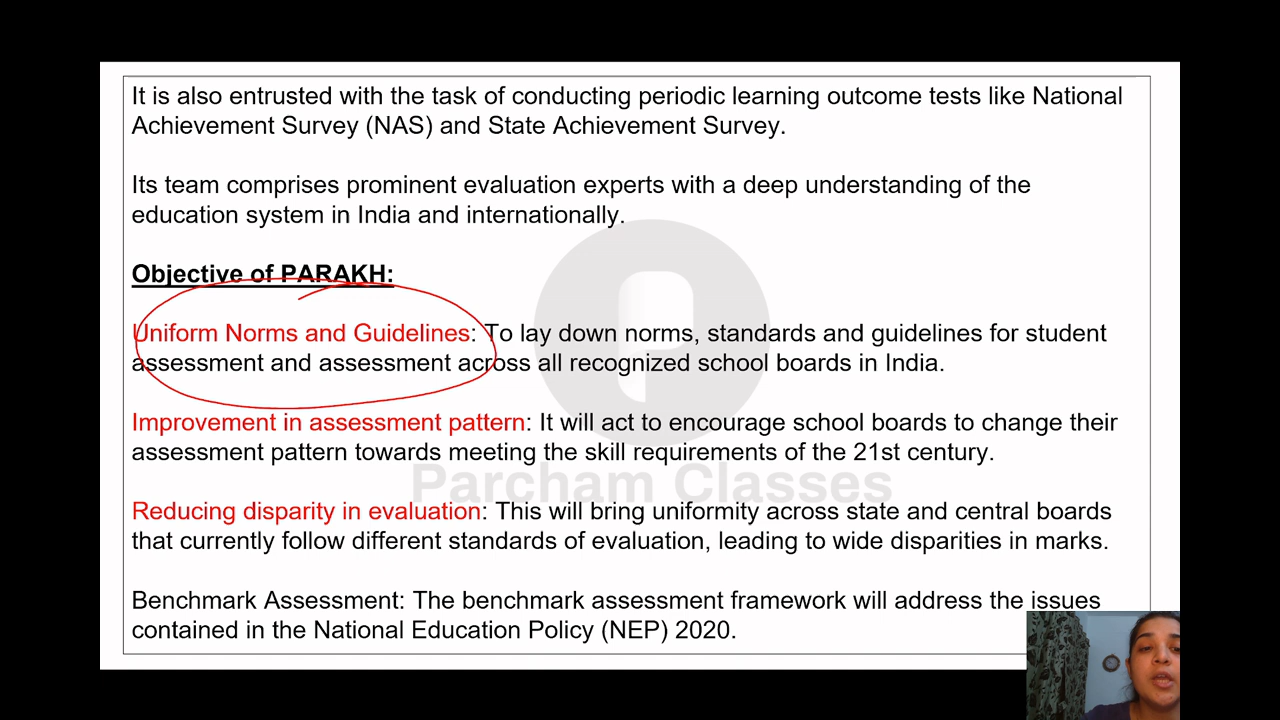 It is also entrusted with the task of conducting periodic learning outcome tests like National
Achievement Survey (NAS) and State Achievement Survey.
Its team comprises prominent evaluation experts with a deep understanding of the
education system in India and internationally.
Objective of PARAKH:
Uniform Norms and Guidelines: To lay down norms, standards and guidelines for student
assessment and assessment across all recognized school boards in India.
Improvement in assessment pattern: It will act to encourage school boards to change their
assessment pattern towards meeting the skill requirements of the 21st century.
Parcham Classes
Reducing disparity in evaluation: This will bring uniformity across state and central boards
that currently follow different standards of evaluation, leading to wide disparities in marks.
Benchmark Assessment: The benchmark assessment framework will address the issues
contained in the National Education Policy (NEP) 2020.